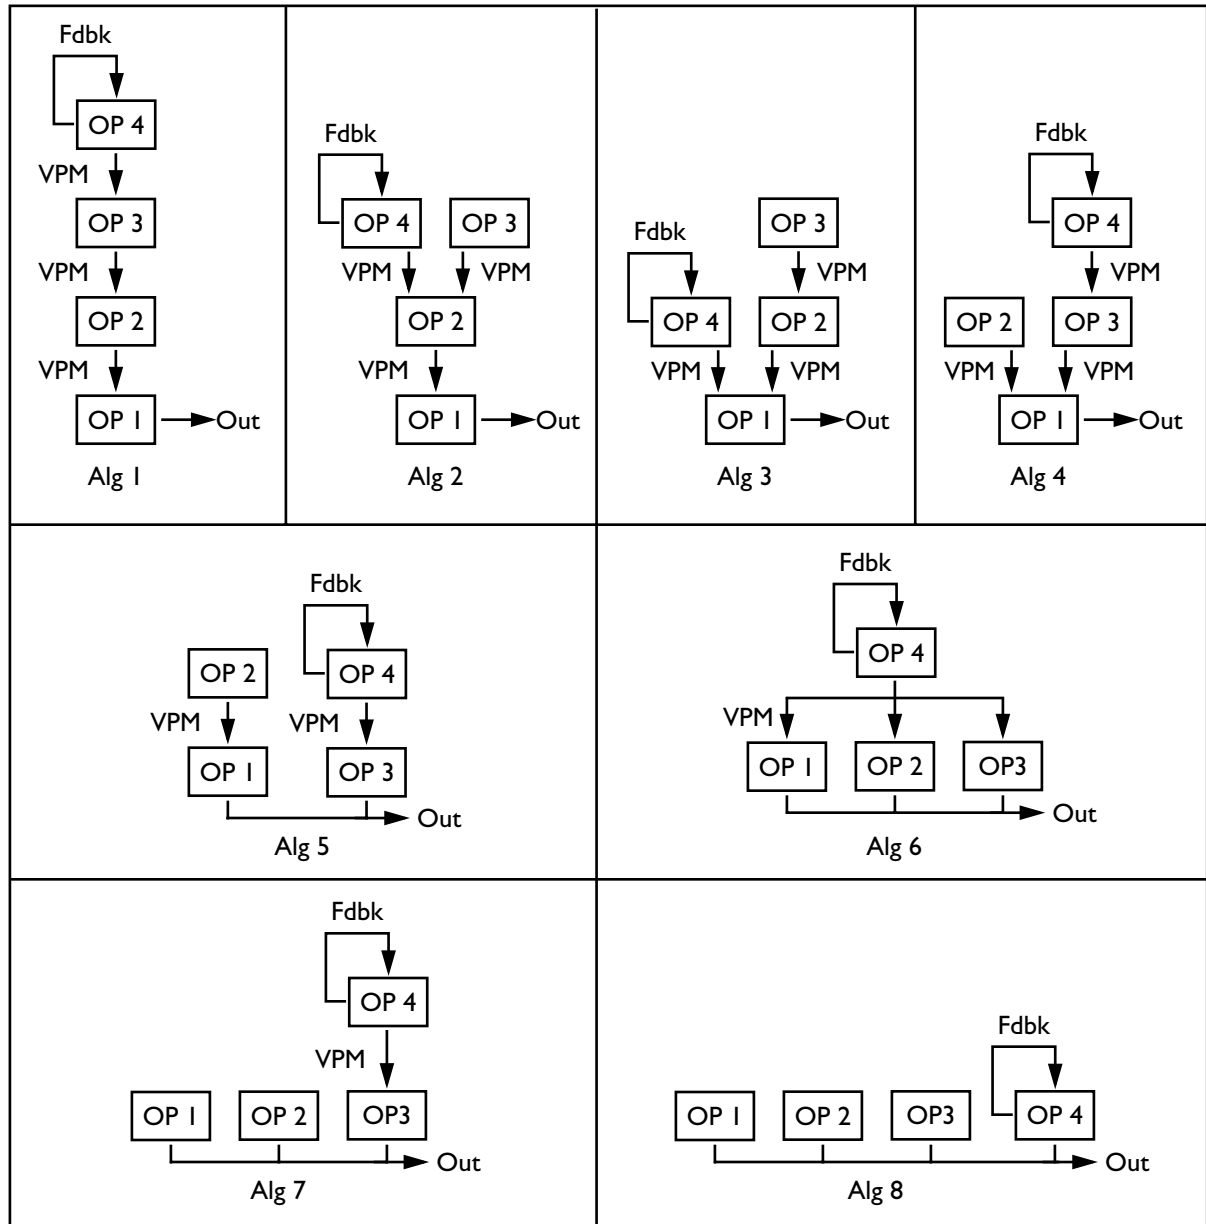 Fdbk
OP 4
VPM
OP 3
VPM
OP 2
VPM
OP 1
Out
Alg 1
Fdbk
OP 4
OP 3
VPM
VPM
OP 2
VPM
OP 1
Out
Alg 2
Fdbk
OP 3
VPM
OP 4
OP 2
VPM
VPM
OP 1
Out
Alg 3
Fdbk
OP 4
VPM
OP 2
OP 3
VPM
VPM
OP 1
Out
Alg 4
Fdbk
OP 2
OP 4
VPM
VPM
OP 1
OP 3
Out
Alg 5
Fdbk
OP 4
VPM
OP 1
OP 2
OP3
Out
Alg 6
Fdbk
OP 4
VPM
OP 1
OP 2
OP3
Out
Alg 7
Fdbk
OP 1
OP 2
OP3
OP 4
Out
Alg 8